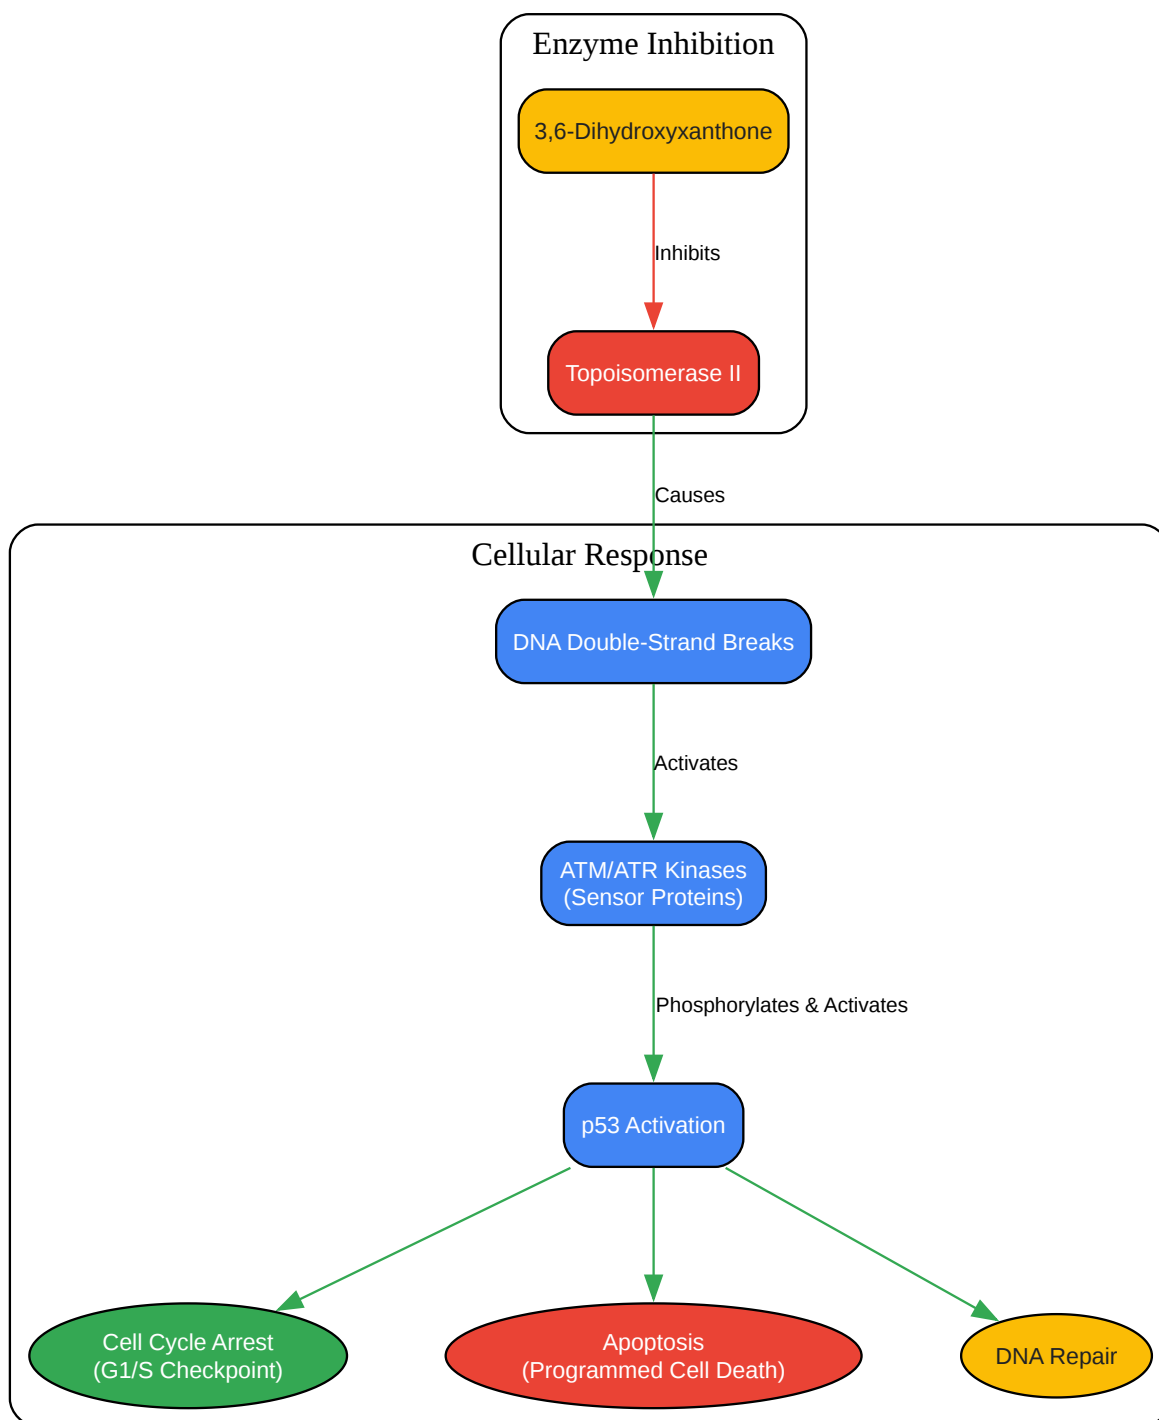 Enzyme Inhibition
3,6-Dihydroxyxanthone
Inhibits
Topoisomerase II
Causes
Cellular Response
DNA Double-Strand Breaks
Activates
ATM/ATR Kinases
(Sensor Proteins)
Phosphorylates & Activates
p53 Activation
Cell Cycle Arrest
(G1/S Checkpoint)
Apoptosis
(Programmed Cell Death)
DNA Repair